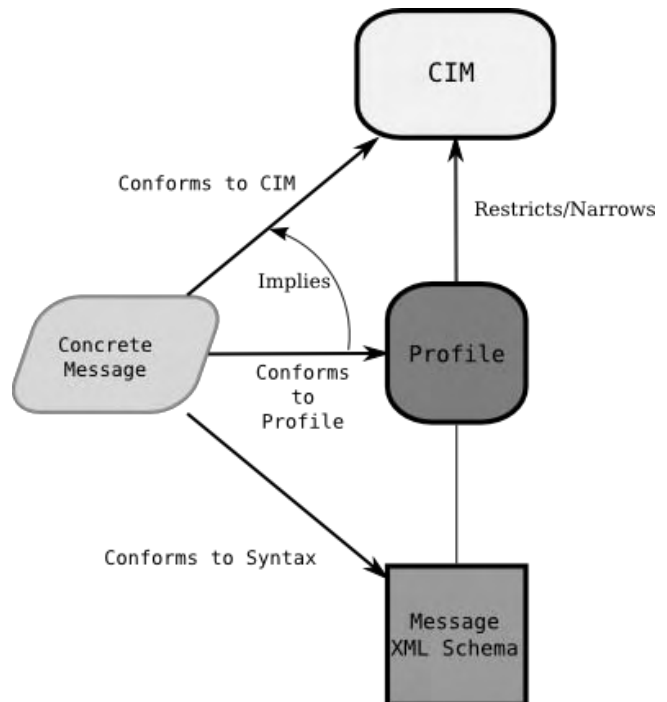 CIM
Conforms to CIM
Restricts/Narrows
Implies
Concrete
Message
Profile
Conforms
to
Profile
Conforms to Syntax
Message
XML Schema